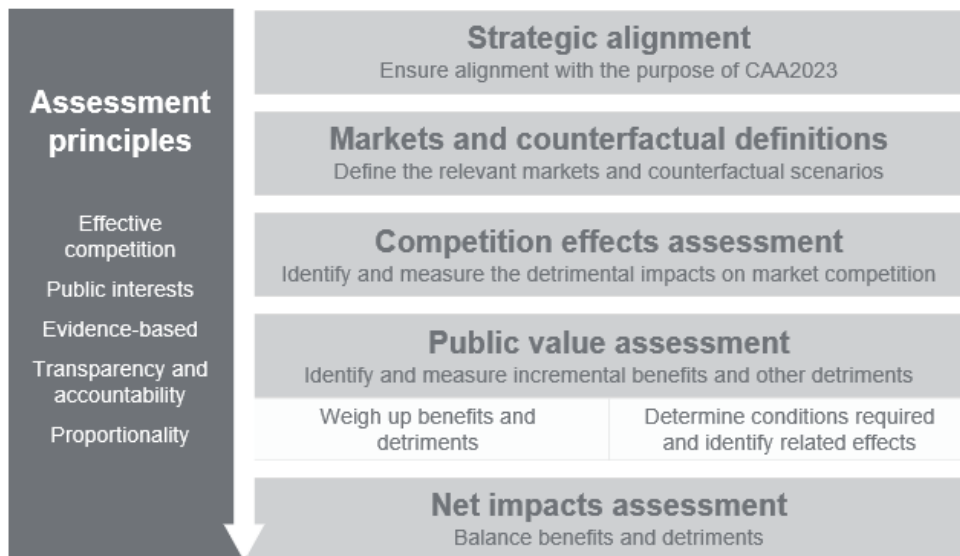 Assessment
principles
Effective
competition
Public interests
Evidence-based
Transparency and
accountability
Proportionality
Strategic alignment
Ensure alignment with the purpose of CAA2023
Markets and counterfactual definitions
Define the relevant markets and counterfactual scenarios
Competition effects assessment
Identify and measure the detrimental impacts on market competition
Public value assessment
Identify and measure incremental benefits and other detriments
Weigh up benefits and
detriments
Determine conditions required
and identify related effects
Net impacts assessment
Balance benefits and detriments